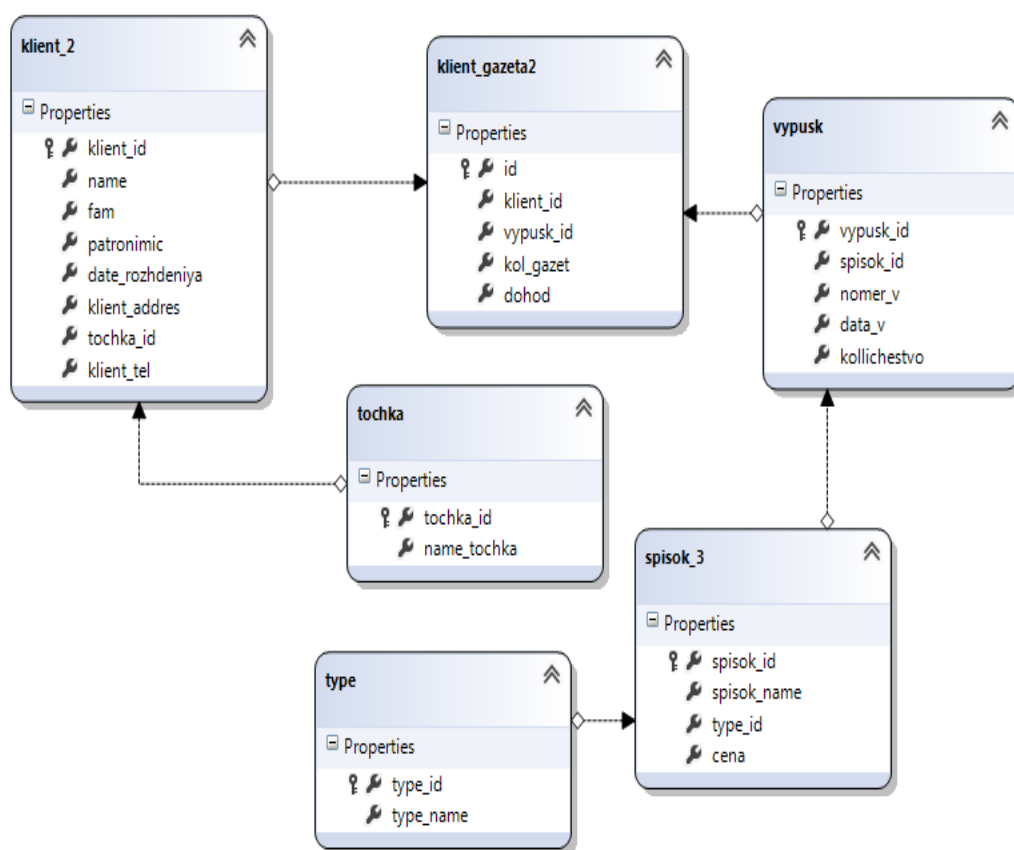 klient_2
Properties
klient_id
name
fam
patronimic
date_rozhdeniya
klient_addres
tochka_id
klient_tel
klient_gazeta2
Properties
id
klient_id
vypusk_id
kol_gazet
dohod
vypusk
Properties
vypusk_id
spisok_id
nomer_v
data_v
kollichestvo
tochka
Properties
tochka_id
name_tochka
spisok_3
Properties
spisok_id
spisok_name
type_id
cena
type
Properties
type_id
type_name